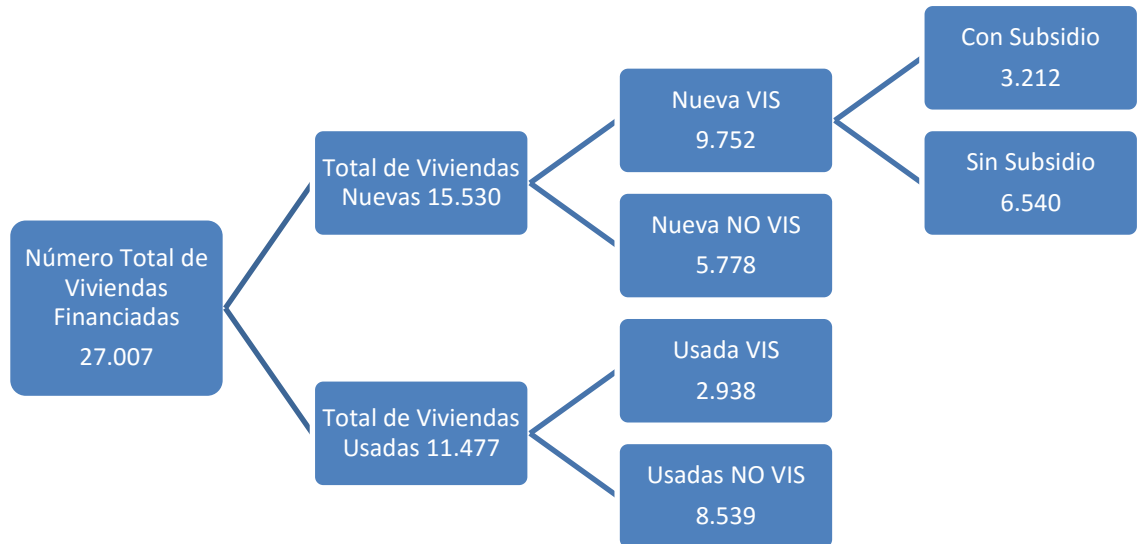 Número Total de
Viviendas
Financiadas
27.007
Total de Viviendas
Nuevas 15.530
Nueva VIS
9.752
Con Subsidio
3.212
Sin Subsidio
6.540
Nueva NO VIS
5.778
Total de Viviendas
Usadas 11.477
Usada VIS
2.938
Usadas NO VIS
8.539